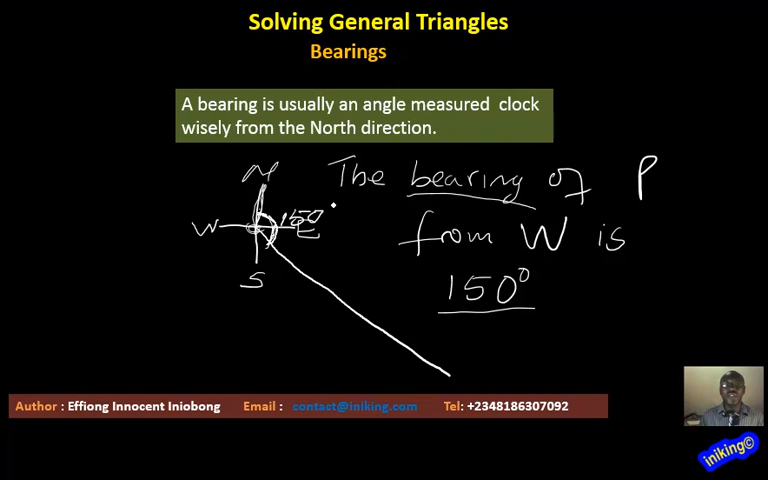 Solving General Triangles
Bearings
A bearing is usually an angle measured clock
wisely from the North direction.
The bearing of P
from W is
150°
N
150
W E
S
Author : Effiong Innocent Iniobong Email : contact@iniking.com Tel: +2348186307092
iniking©